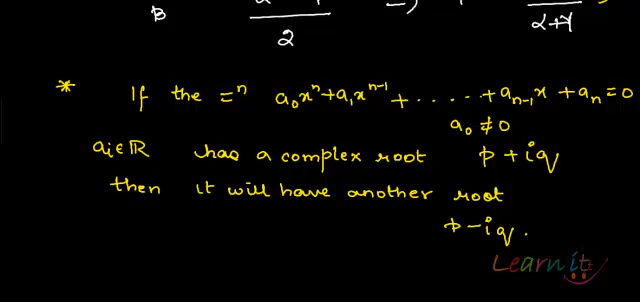 B 2 =) 2+γ
* If the =ⁿ a₀xⁿ + a₁xⁿ⁻¹ + . . . . . . + aₙ₋₁x + aₙ = 0
a₀ ≠ 0
aᵢ ∈ ℝ has a complex root p + iq
then it will have another root
p − iq.
Learnit